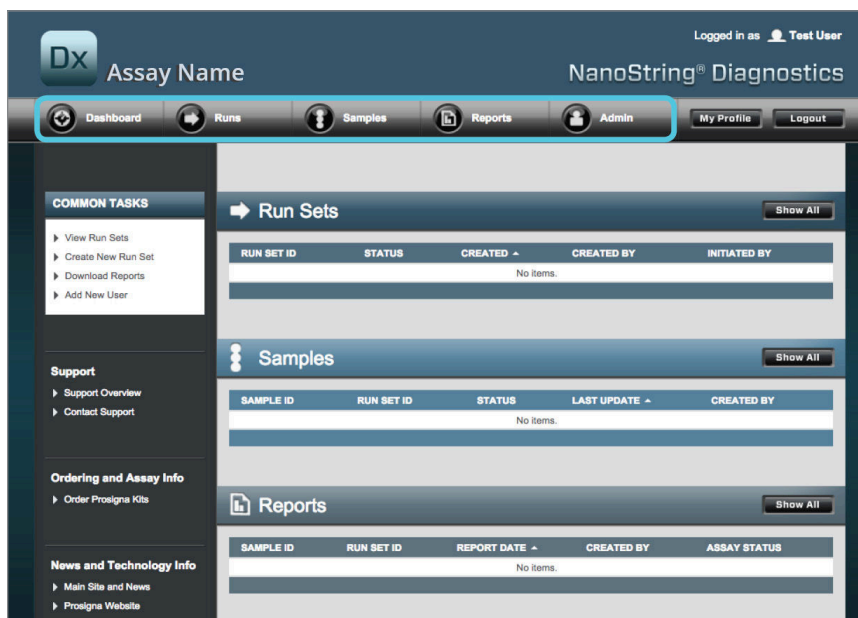 Logged in as Test User
Dx Assay Name
NanoString® Diagnostics
Dashboard Runs Samples Reports Admin My Profile Logout
COMMON TASKS
View Run Sets
Create New Run Set
Download Reports
Add New User
Support
Support Overview
Contact Support
Ordering and Assay Info
Order Prosigna Kits
News and Technology Info
Main Site and News
Prosigna Website
Run Sets Show All
RUN SET ID STATUS CREATED CREATED BY INITIATED BY
No items.
Samples Show All
SAMPLE ID RUN SET ID STATUS LAST UPDATE CREATED BY
No items.
Reports Show All
SAMPLE ID RUN SET ID REPORT DATE CREATED BY ASSAY STATUS
No items.